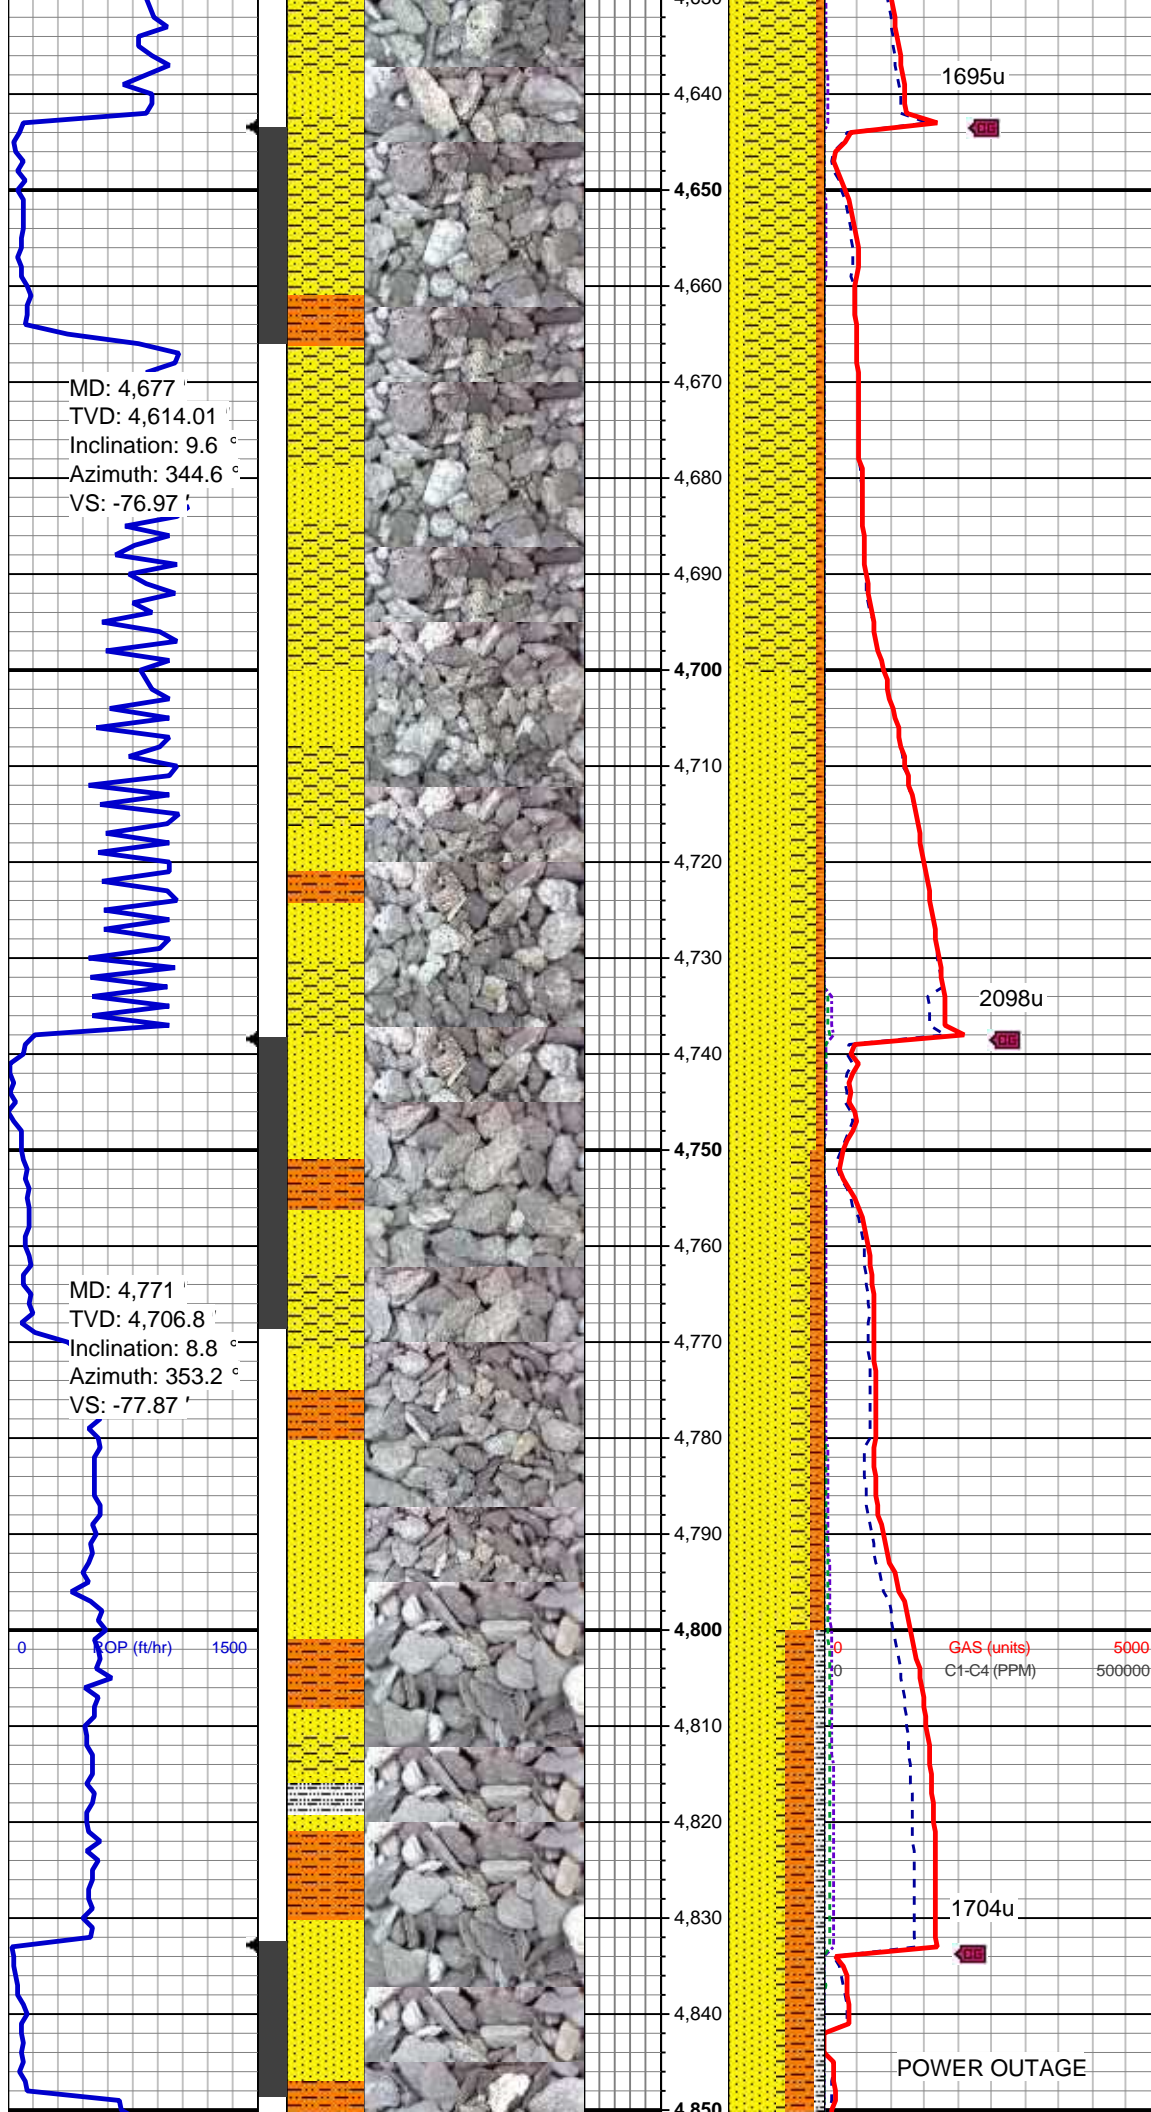 4,640
1695u
CG
4,650
4,660
4,670
MD: 4,677 '
TVD: 4,614.01 '
Inclination: 9.6 °
Azimuth: 344.6 °
VS: -76.97 '
4,680
4,690
4,700
4,710
4,720
4,730
2098u
CG
4,740
4,750
4,760
MD: 4,771 '
TVD: 4,706.8 '
Inclination: 8.8 °
Azimuth: 353.2 °
VS: -77.87 '
4,770
4,780
4,790
4,800
0 ROP (ft/hr) 1500
0 GAS (units) 5000
0 C1-C4 (PPM) 500000
4,810
4,820
4,830
1704u
CG
4,840
POWER OUTAGE
4,850